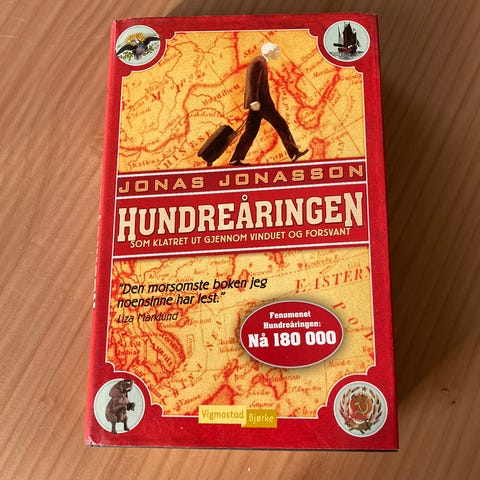 JONAS JONASSON
HUNDREÅRINGEN
SOM KLATRET UT GJENNOM VINDUET OG FORSVANT
"Den morsomste boken jeg
noensinne har lest."
Liza Marklund
EASTERN
Fenomenet
Hundreåringen:
Nå 180 000
Vigmostad
Bjørke